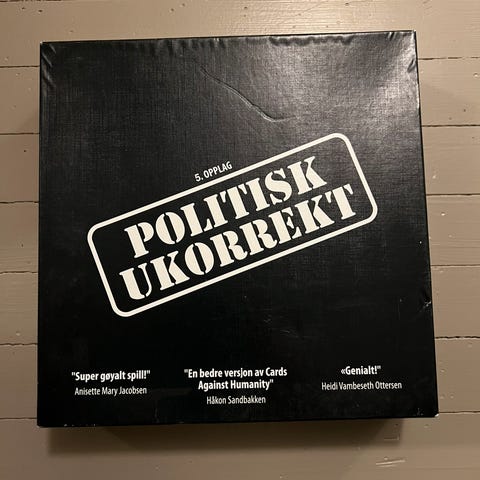 5. OPPLAG
POLITISK
UKORREKT
"Super gøyalt spill!"
Anisette Mary Jacobsen
"En bedre versjon av Cards
Against Humanity"
Håkon Sandbakken
«Genialt!"
Heidi Vambeseth Ottersen